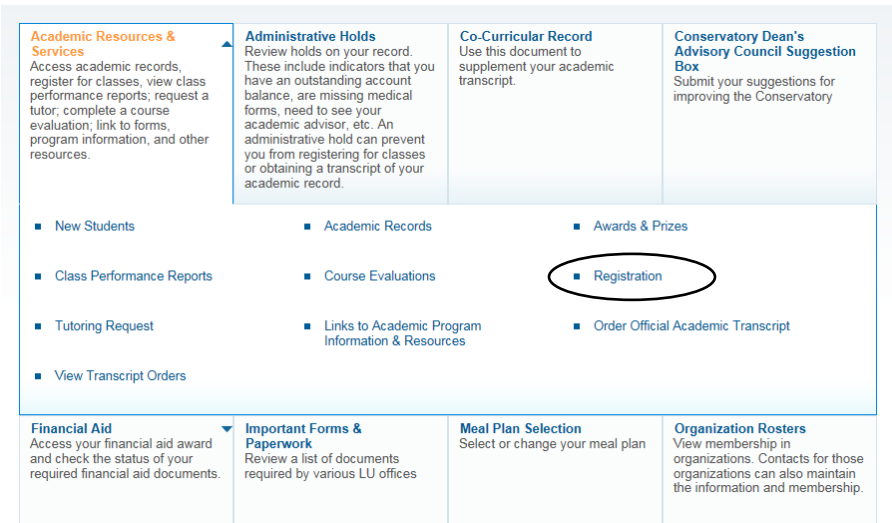 Academic Resources &
Services
Access academic records,
register for classes, view class
performance reports; request a
tutor; complete a course
evaluation; link to forms,
program information, and other
resources.
Administrative Holds
Review holds on your record.
These include indicators that you
have an outstanding account
balance, are missing medical
forms, need to see your
academic advisor, etc. An
administrative hold can prevent
you from registering for classes
or obtaining a transcript of your
academic record.
Co-Curricular Record
Use this document to
supplement your academic
transcript.
Conservatory Dean's
Advisory Council Suggestion
Box
Submit your suggestions for
improving the Conservatory
New Students
Academic Records
Awards & Prizes
Class Performance Reports
Course Evaluations
Registration
Tutoring Request
Links to Academic Program
Information & Resources
Order Official Academic Transcript
View Transcript Orders
Financial Aid
Access your financial aid award
and check the status of your
required financial aid documents.
Important Forms &
Paperwork
Review a list of documents
required by various LU offices
Meal Plan Selection
Select or change your meal plan
Organization Rosters
View membership in
organizations. Contacts for those
organizations can also maintain
the information and membership.